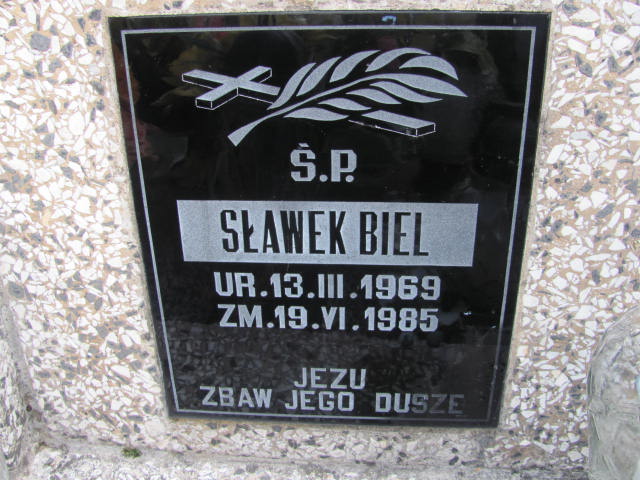 Ś.P.
SŁAWEK BIEL
UR.13.III.1969
ZM.19.VI.1985
JEZU
ZBAW JEGO DUSZE